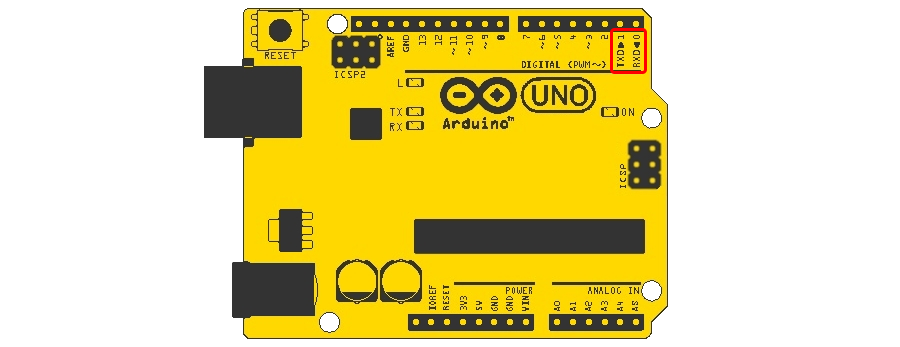 RESET
ICSP2
AREF
GND
13
12
~11
~10
~9
8
7
~6
~5
4
~3
2
TXD▶1
RXD◀0
DIGITAL (PWM~)
L
TX
RX
Arduino™
UNO
ON
ICSP
POWER
ANALOG IN
IOREF
RESET
3V3
5V
GND
GND
VIN
A0
A1
A2
A3
A4
A5